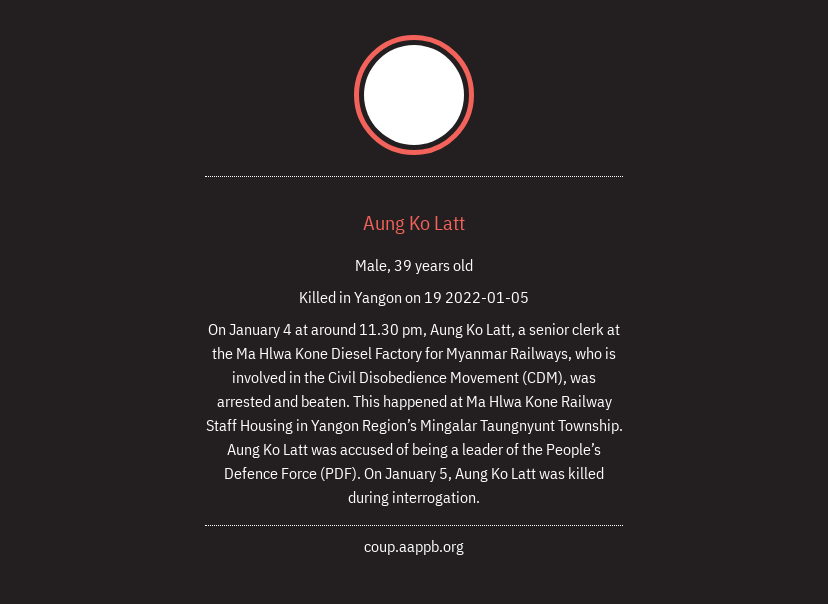 Aung Ko Latt
Male, 39 years old
Killed in Yangon on 19 2022-01-05
On January 4 at around 11.30 pm, Aung Ko Latt, a senior clerk at
the Ma Hlwa Kone Diesel Factory for Myanmar Railways, who is
involved in the Civil Disobedience Movement (CDM), was
arrested and beaten. This happened at Ma Hlwa Kone Railway
Staff Housing in Yangon Region’s Mingalar Taungnyunt Township.
Aung Ko Latt was accused of being a leader of the People’s
Defence Force (PDF). On January 5, Aung Ko Latt was killed
during interrogation.
coup.aappb.org